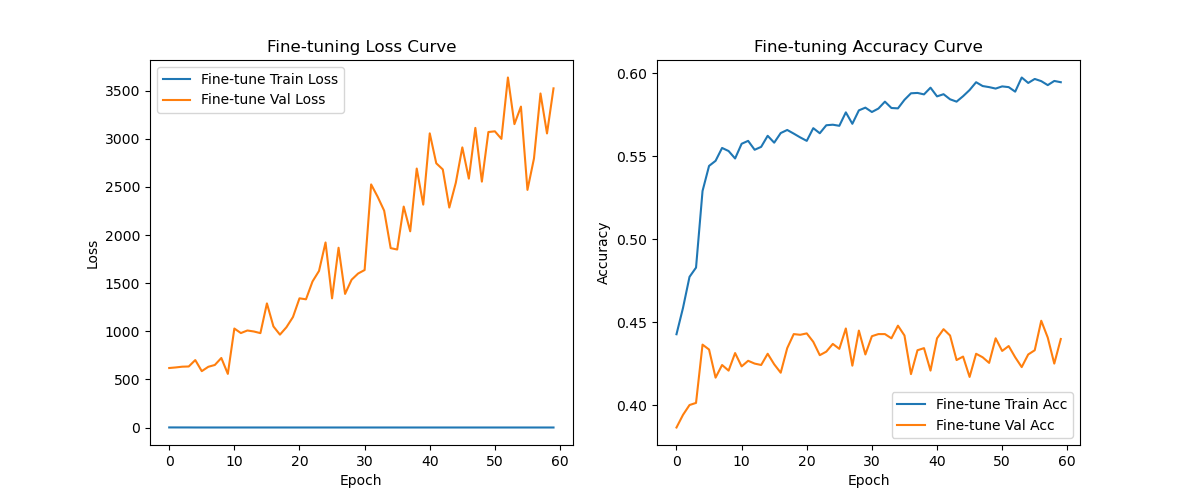 Fine-tuning Loss Curve
Fine-tune Train Loss
Fine-tune Val Loss
3500
3000
2500
2000
1500
1000
500
0
Loss
0 10 20 30 40 50 60
Epoch
Fine-tuning Accuracy Curve
0.60
0.55
0.50
0.45
0.40
Accuracy
Fine-tune Train Acc
Fine-tune Val Acc
0 10 20 30 40 50 60
Epoch